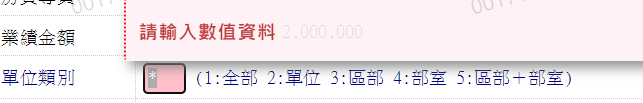 業績金額 請輸入數值資料 2,000,000
單位類別 * (1:全部 2:單位 3:區部 4:部室 5:區部＋部室)